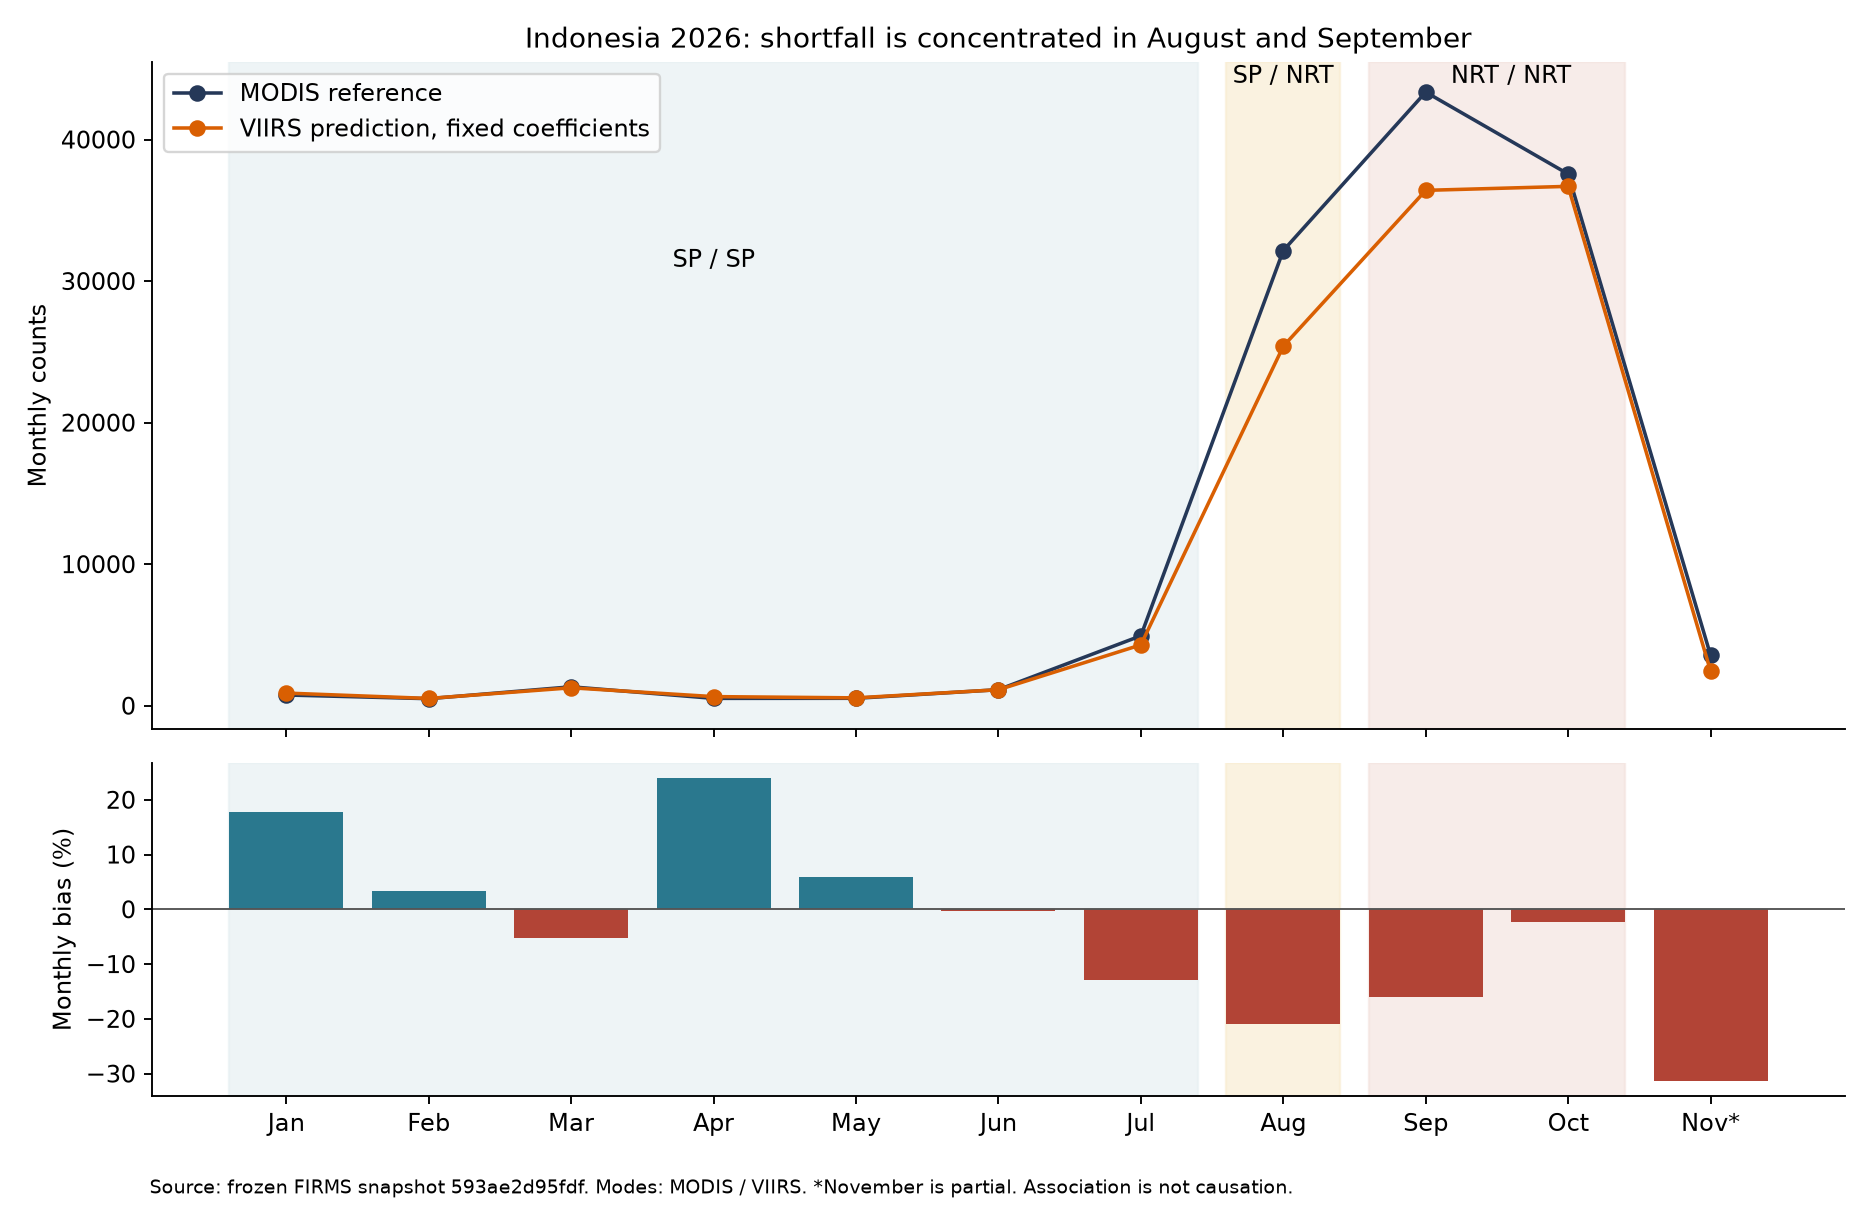 Indonesia 2026: shortfall is concentrated in August and September
MODIS reference
VIIRS prediction, fixed coefficients
SP / SP
SP / NRT
NRT / NRT
Monthly counts
40000
30000
20000
10000
0
Monthly bias (%)
20
10
0
−10
−20
−30
Jan Feb Mar Apr May Jun Jul Aug Sep Oct Nov*
Source: frozen FIRMS snapshot 593ae2d95fdf. Modes: MODIS / VIIRS. *November is partial. Association is not causation.